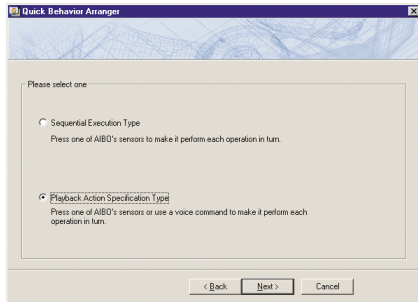 Quick Behavior Arranger
Please select one
Sequential Execution Type
Press one of AIBO's sensors to make it perform each operation in turn.
Playback Action Specification Type
Press one of AIBO's sensors or use a voice command to make it perform each
operation in turn.
< Back Next > Cancel